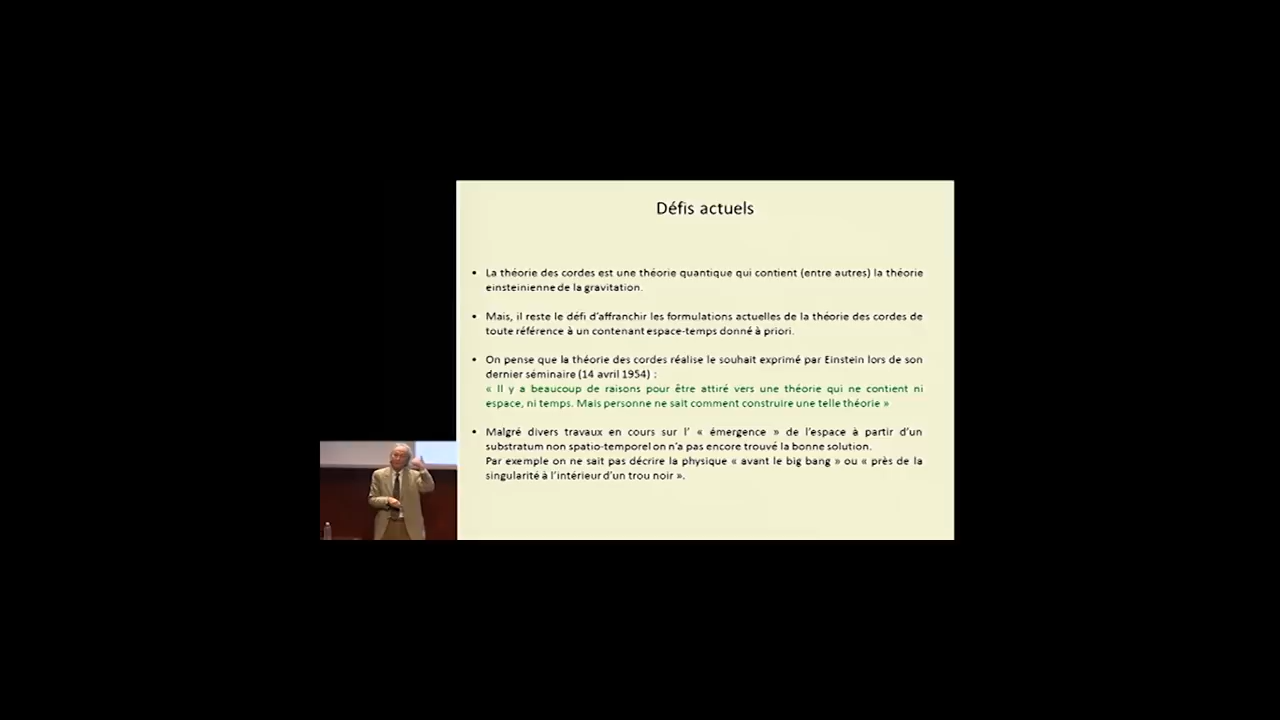 Défis actuels
• La théorie des cordes est une théorie quantique qui contient (entre autres) la théorie
einsteinienne de la gravitation.
• Mais, il reste le défi d'affranchir les formulations actuelles de la théorie des cordes de
toute référence à un contenant espace-temps donné à priori.
• On pense que la théorie des cordes réalise le souhait exprimé par Einstein lors de son
dernier séminaire (14 avril 1954) :
« Il y a beaucoup de raisons pour être attiré vers une théorie qui ne contient ni
espace, ni temps. Mais personne ne sait comment construire une telle théorie »
• Malgré divers travaux en cours sur l' « émergence » de l'espace à partir d'un
substratum non spatio-temporel on n'a pas encore trouvé la bonne solution.
Par exemple on ne sait pas décrire la physique « avant le big bang » ou « près de la
singularité à l'intérieur d'un trou noir ».